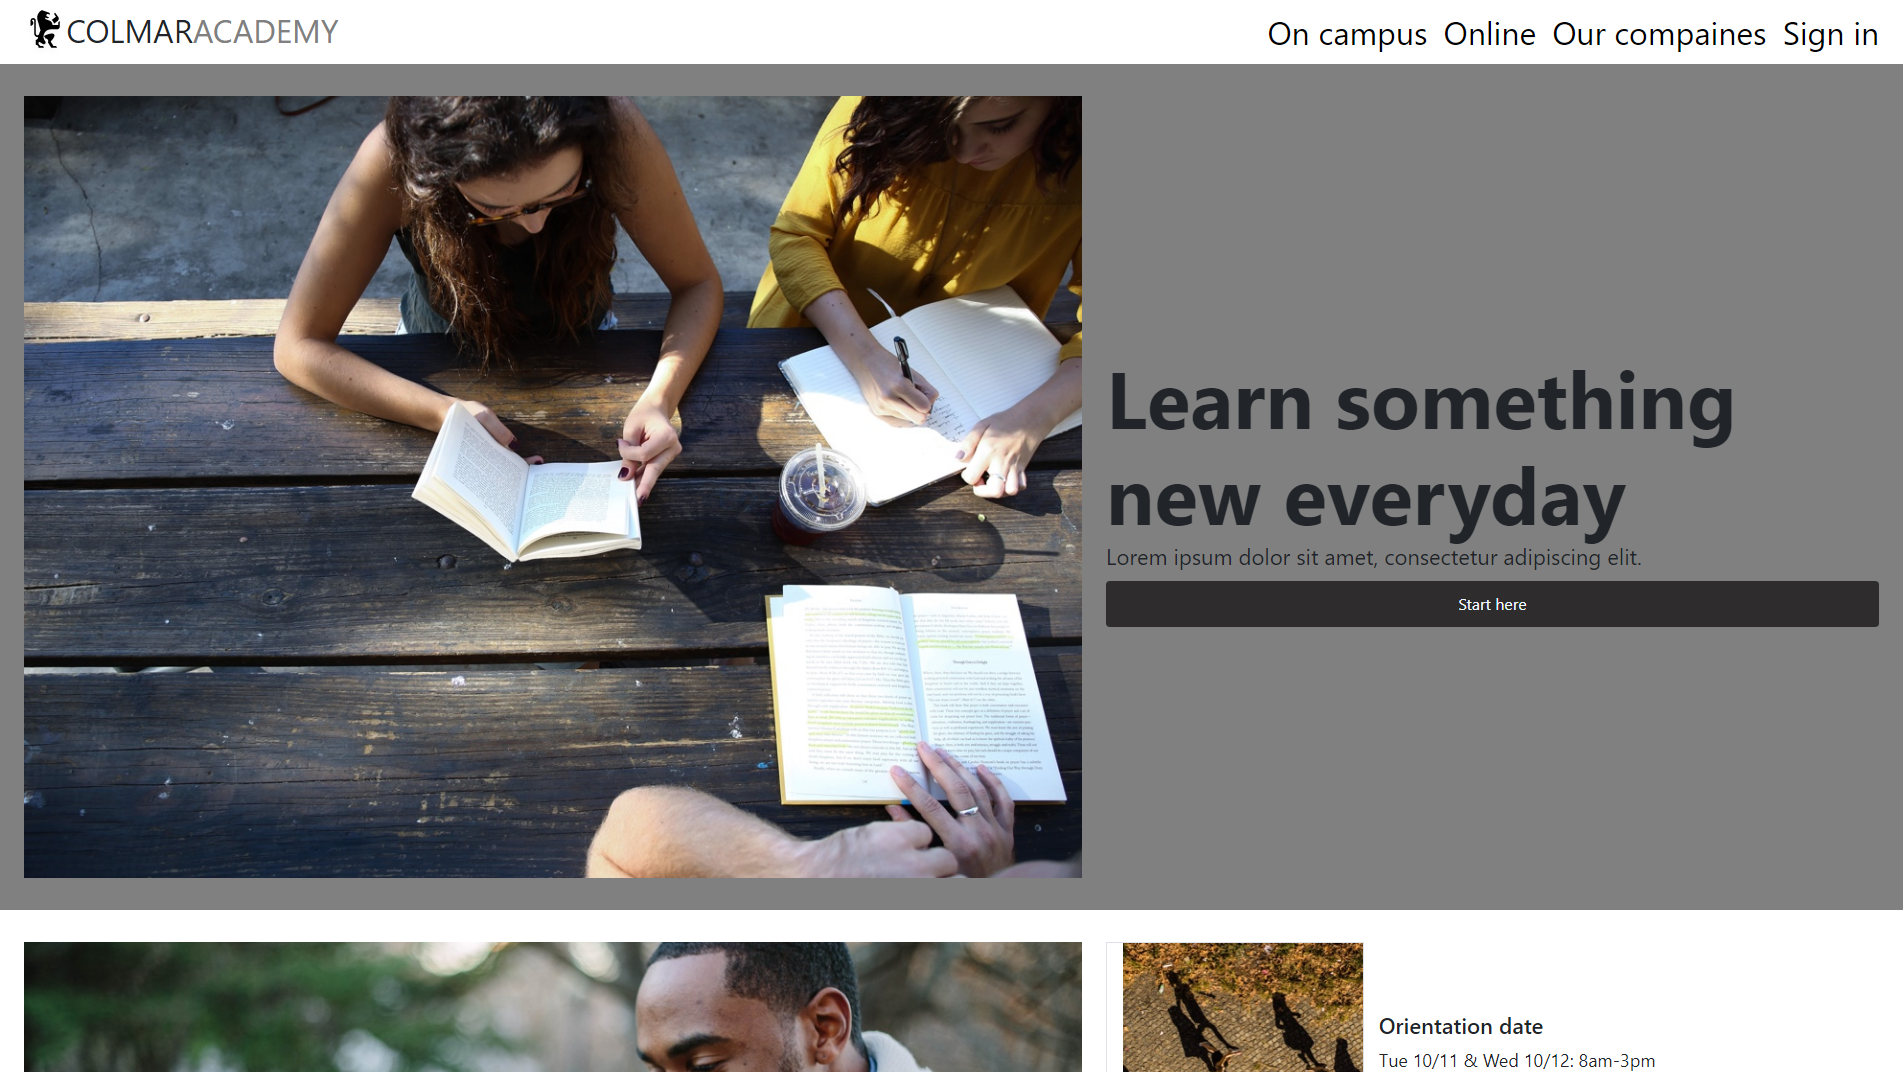 COLMARACADEMY
On campus Online Our compaines Sign in
Learn something
new everyday
Lorem ipsum dolor sit amet, consectetur adipiscing elit.
Start here
Orientation date
Tue 10/11 & Wed 10/12: 8am-3pm